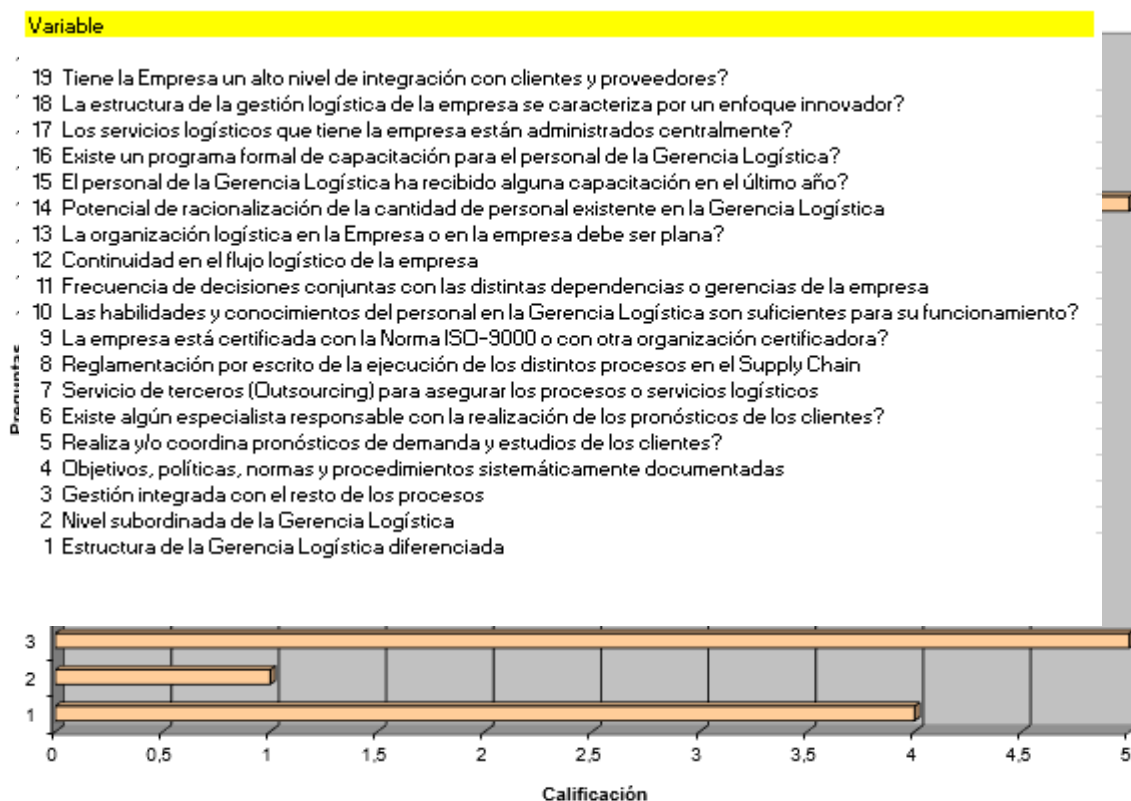 Variable
19 Tiene la Empresa un alto nivel de integración con clientes y proveedores?
18 La estructura de la gestión logística de la empresa se caracteriza por un enfoque innovador?
17 Los servicios logísticos que tiene la empresa están administrados centralmente?
16 Existe un programa formal de capacitación para el personal de la Gerencia Logística?
15 El personal de la Gerencia Logística ha recibido alguna capacitación en el último año?
14 Potencial de racionalización de la cantidad de personal existente en la Gerencia Logística
13 La organización logística en la Empresa o en la empresa debe ser plana?
12 Continuidad en el flujo logístico de la empresa
11 Frecuencia de decisiones conjuntas con las distintas dependencias o gerencias de la empresa
10 Las habilidades y conocimientos del personal en la Gerencia Logística son suficientes para su funcionamiento?
9 La empresa está certificada con la Norma ISO-9000 o con otra organización certificadora?
8 Reglamentación por escrito de la ejecución de los distintos procesos en el Supply Chain
7 Servicio de terceros (Outsourcing) para asegurar los procesos o servicios logísticos
6 Existe algún especialista responsable con la realización de los pronósticos de los clientes?
5 Realiza y/o coordina pronósticos de demanda y estudios de los clientes?
4 Objetivos, políticas, normas y procedimientos sistemáticamente documentadas
3 Gestión integrada con el resto de los procesos
2 Nivel subordinada de la Gerencia Logística
1 Estructura de la Gerencia Logística diferenciada
Preguntas
3
2
1
0 0,5 1 1,5 2 2,5 3 3,5 4 4,5 5
Calificación